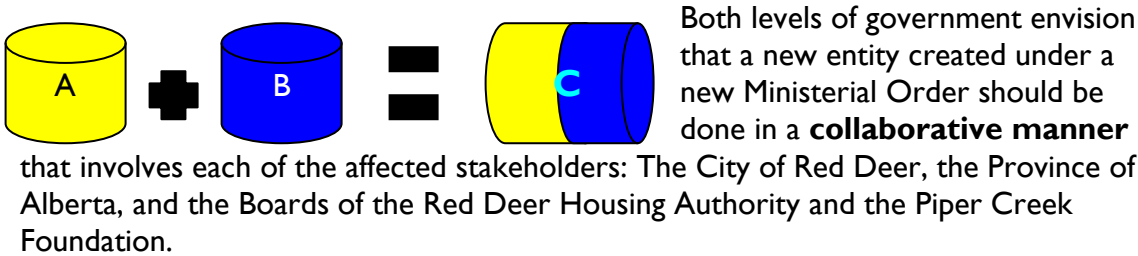 A
B
C
Both levels of government envision
that a new entity created under a
new Ministerial Order should be
done in a collaborative manner
that involves each of the affected stakeholders: The City of Red Deer, the Province of
Alberta, and the Boards of the Red Deer Housing Authority and the Piper Creek
Foundation.